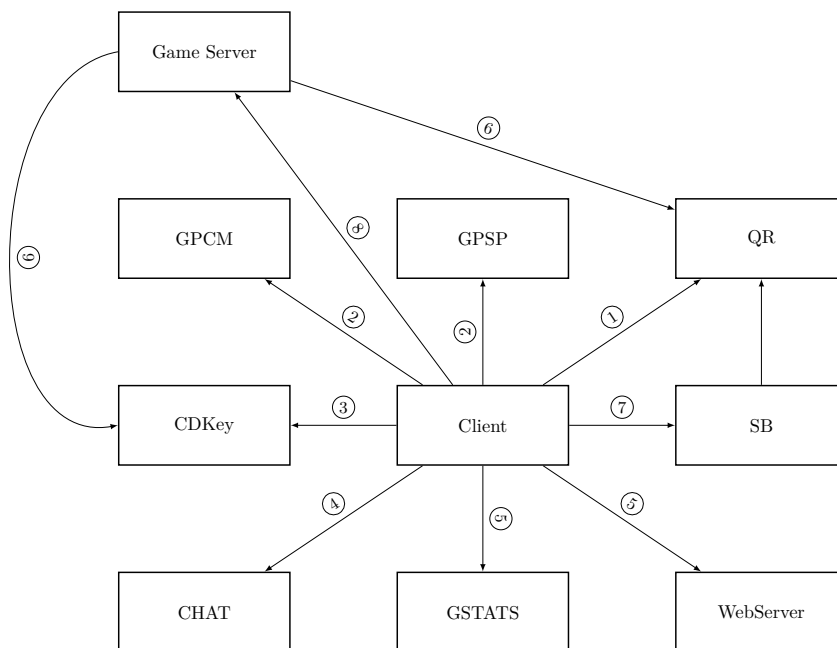 Game Server
⑥
GPCM
GPSP
QR
⑧
⑥
②
②
①
CDKey
③
Client
⑦
SB
④
⑤
⑤
CHAT
GSTATS
WebServer